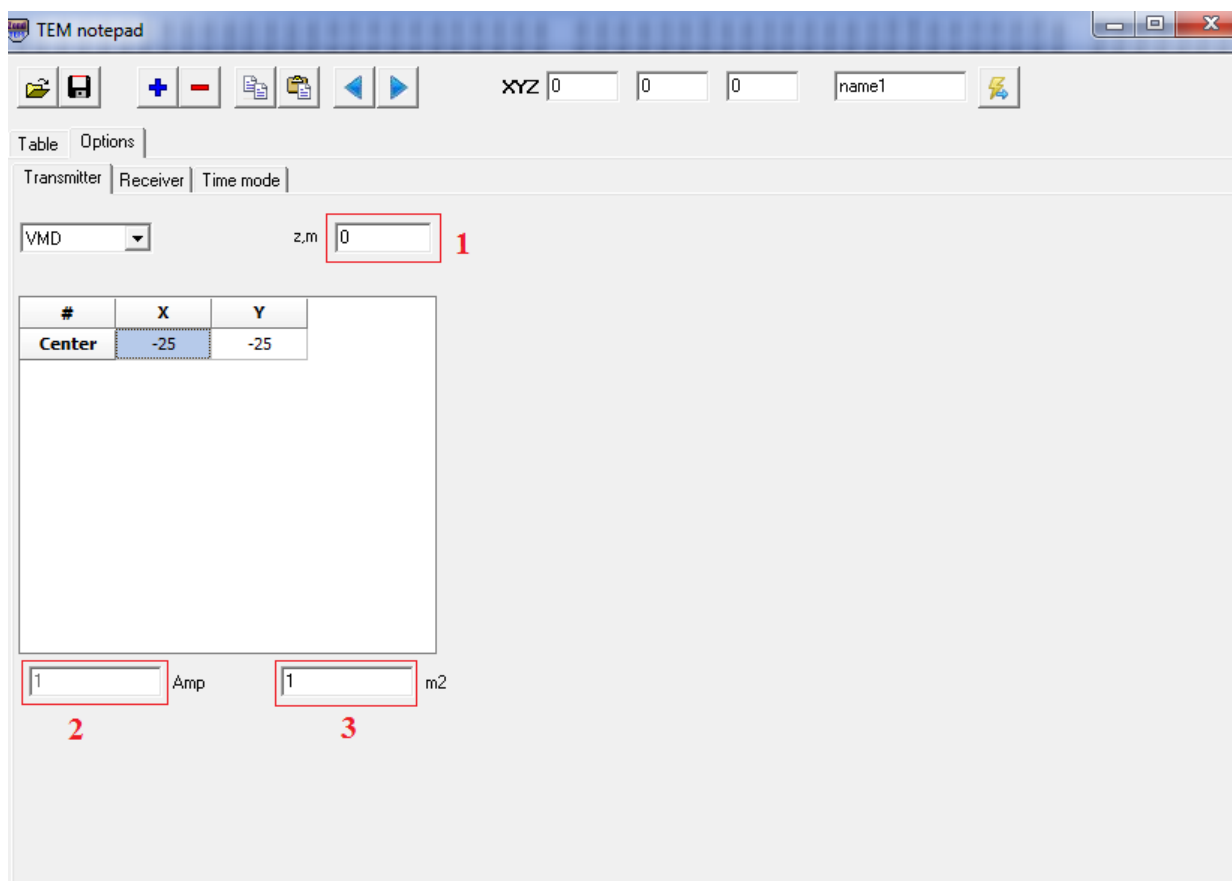 TEM notepad
XYZ 0 0 0 name1
Table Options
Transmitter Receiver Time mode
VMD z,m 0 1
# X Y
Center -25 -25
1 Amp 1 m2
2 3